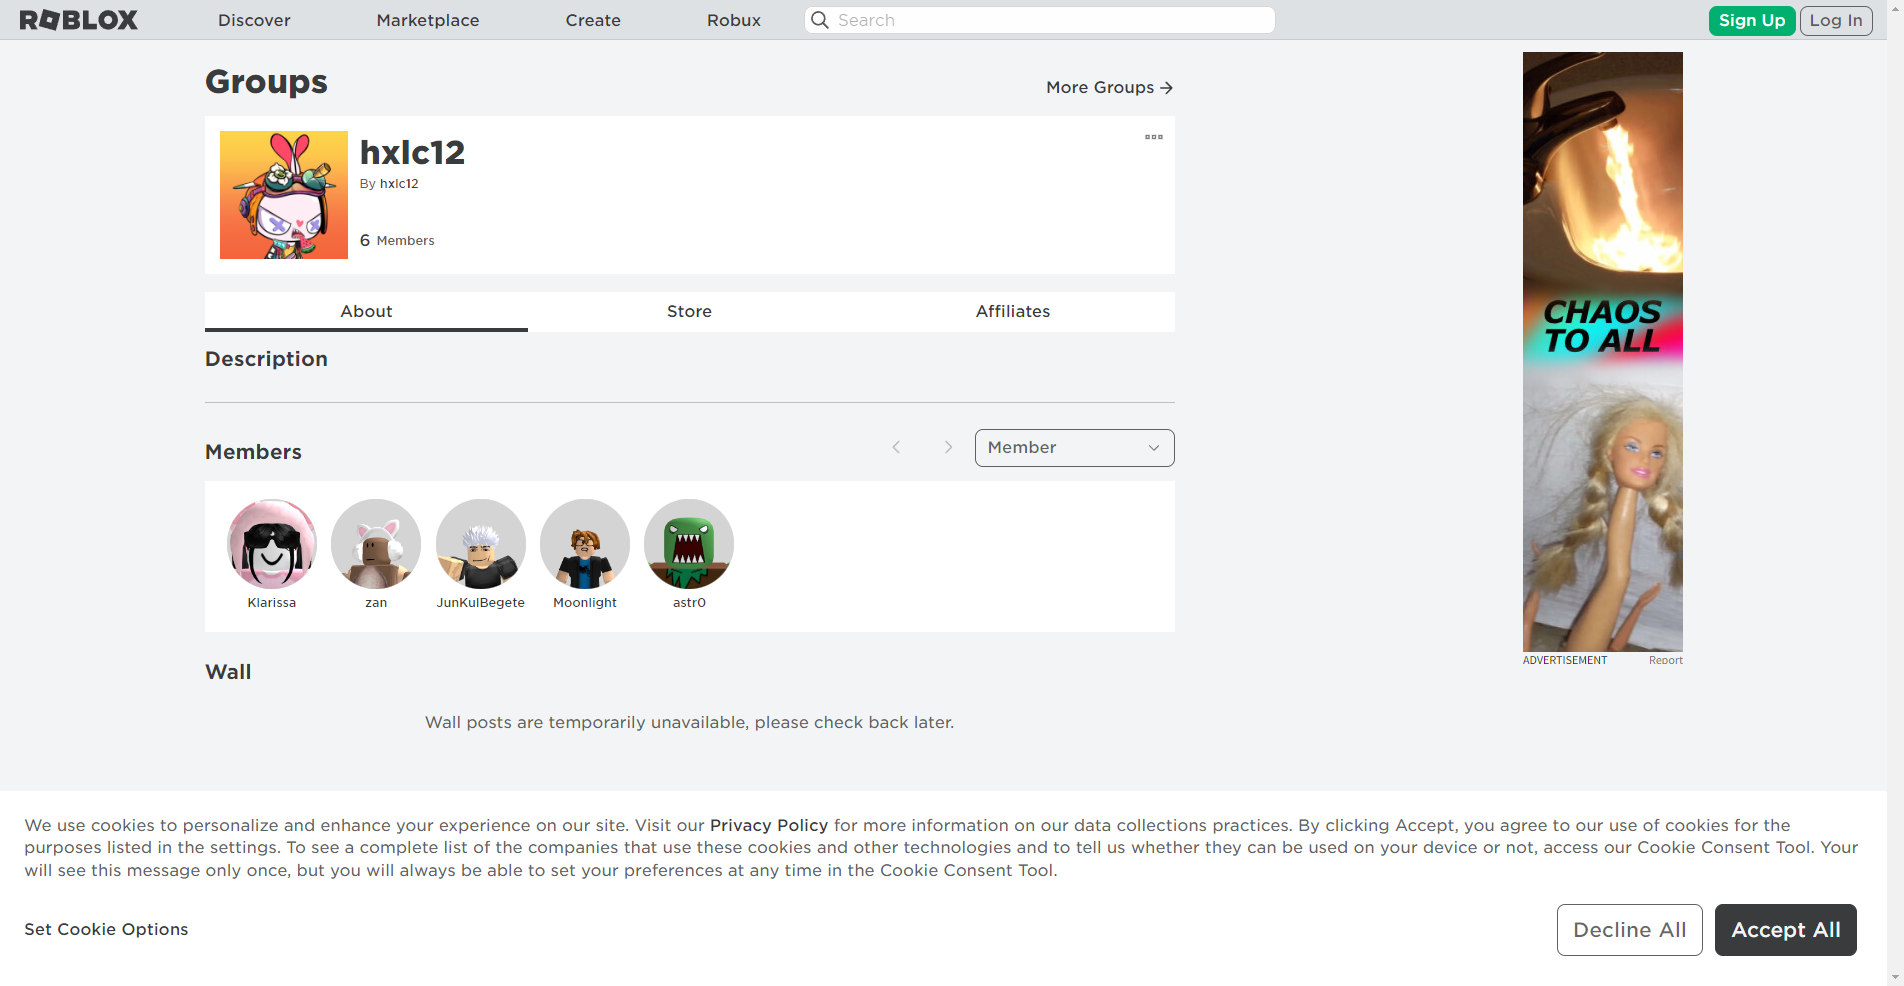 ROBLOX
Discover
Marketplace
Create
Robux
Search
Sign Up
Log In
Groups
More Groups
hxlc12
By hxlc12
6 Members
About
Store
Affiliates
Description
Members
Member
Klarissa
zan
JunKulBegete
Moonlight
astr0
Wall
Wall posts are temporarily unavailable, please check back later.
CHAOS
TO ALL
ADVERTISEMENT
Report
We use cookies to personalize and enhance your experience on our site. Visit our Privacy Policy for more information on our data collections practices. By clicking Accept, you agree to our use of cookies for the
purposes listed in the settings. To see a complete list of the companies that use these cookies and other technologies and to tell us whether they can be used on your device or not, access our Cookie Consent Tool. Your
will see this message only once, but you will always be able to set your preferences at any time in the Cookie Consent Tool.
Set Cookie Options
Decline All
Accept All